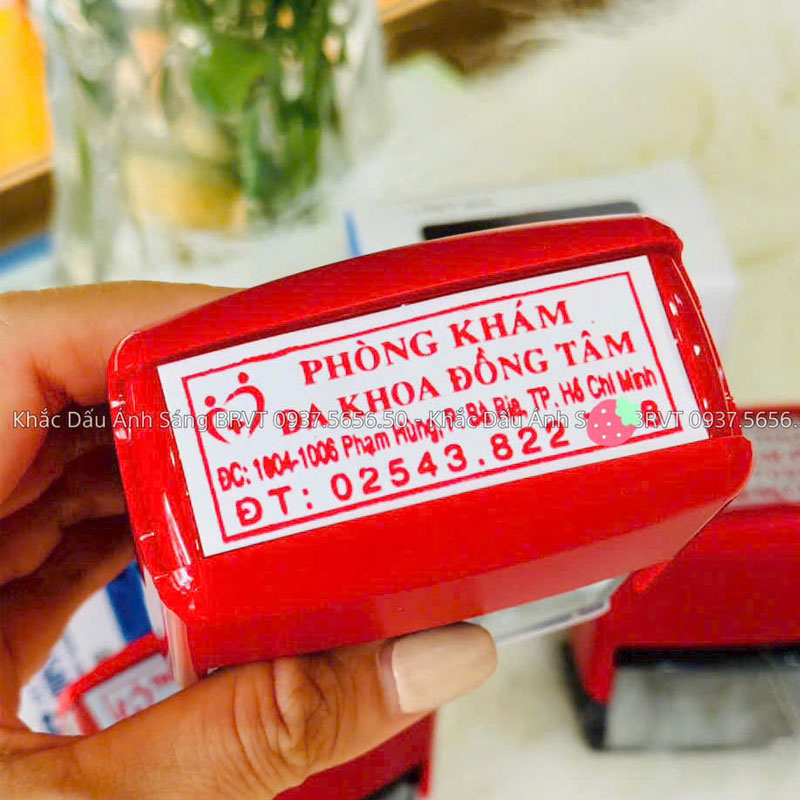 PHÒNG KHÁM
ĐA KHOA ĐỒNG TÂM
ĐC: 1004-1006 Phạm Hùng, P. Bà Rịa, TP. Hồ Chí Minh
ĐT: 02543.822
Khắc Dấu Ánh Sáng BRVT 0937.5656.50 - Khắc Dấu Ánh Sáng BRVT 0937.5656.